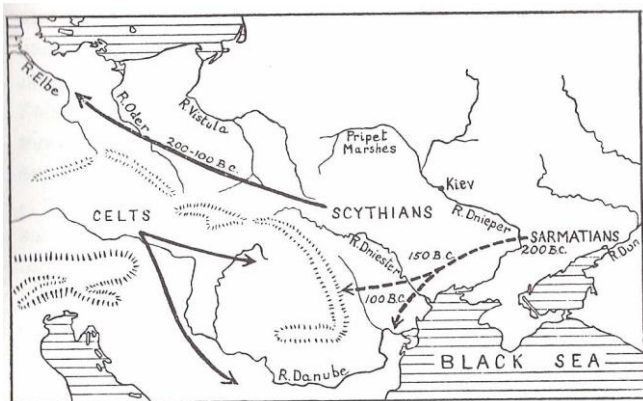 R. Elbe
R. Oder
R. Vistula
200-100 B.C.
Pripet
Marshes
Kiev
CELTS
SCYTHIANS
R. Dnieper
SARMATIANS
200 B.C.
R. Don
R. Dniester
150 B.C.
100 B.C.
R. Danube
BLACK SEA